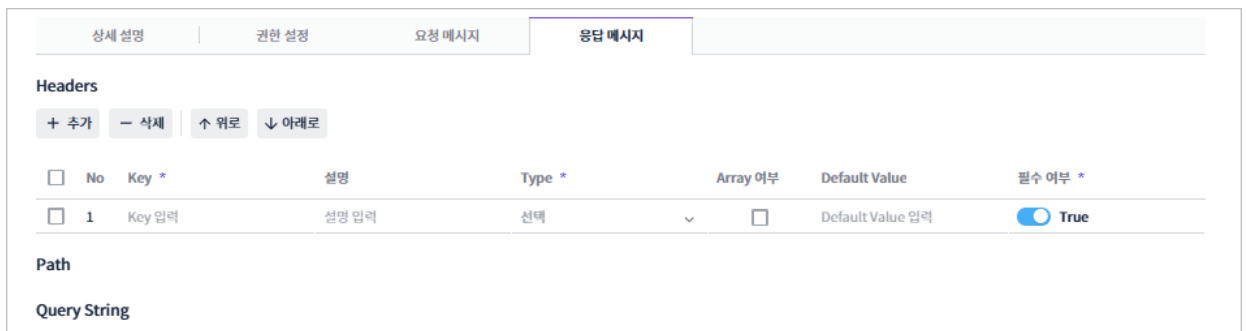 상세 설명 권한 설정 요청 메시지 응답 메시지
Headers
+ 추가 − 삭제 ↑ 위로 ↓ 아래로
No Key * 설명 Type * Array 여부 Default Value 필수 여부 *
1 Key 입력 설명 입력 선택 Default Value 입력 True
Path
Query String